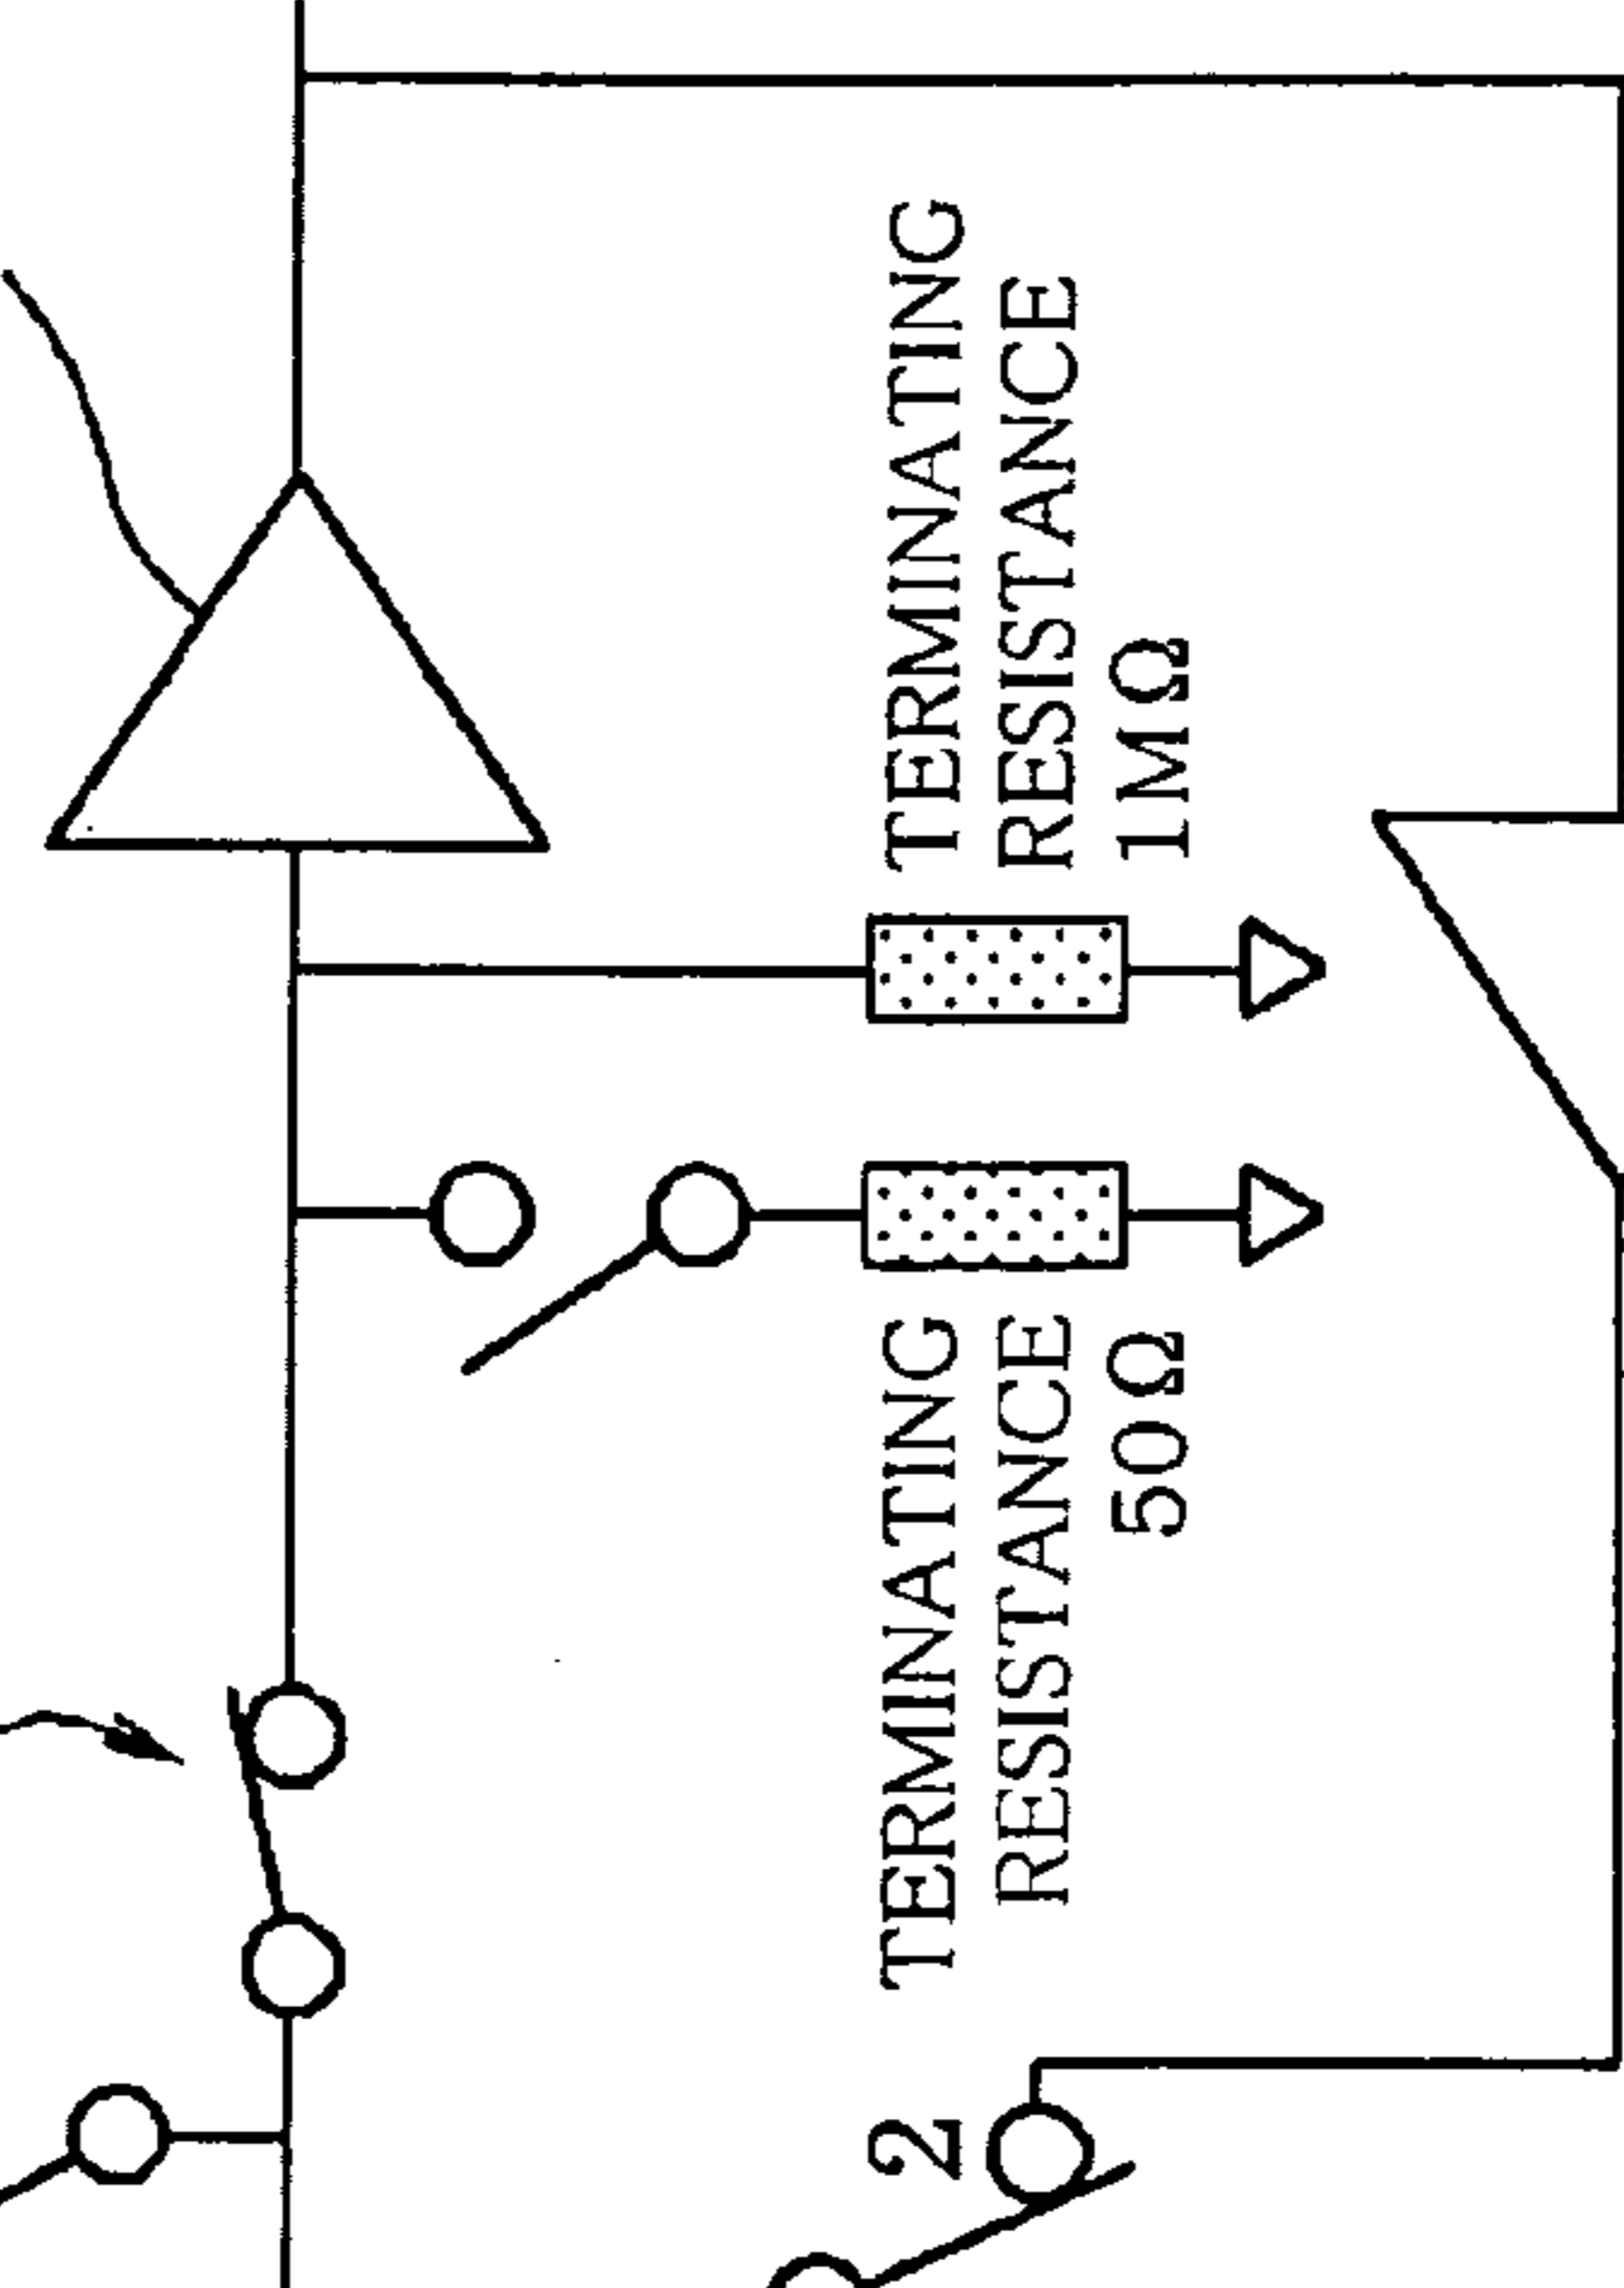 TERMINATING
RESISTANCE
1MΩ
TERMINATING
RESISTANCE
50Ω
2